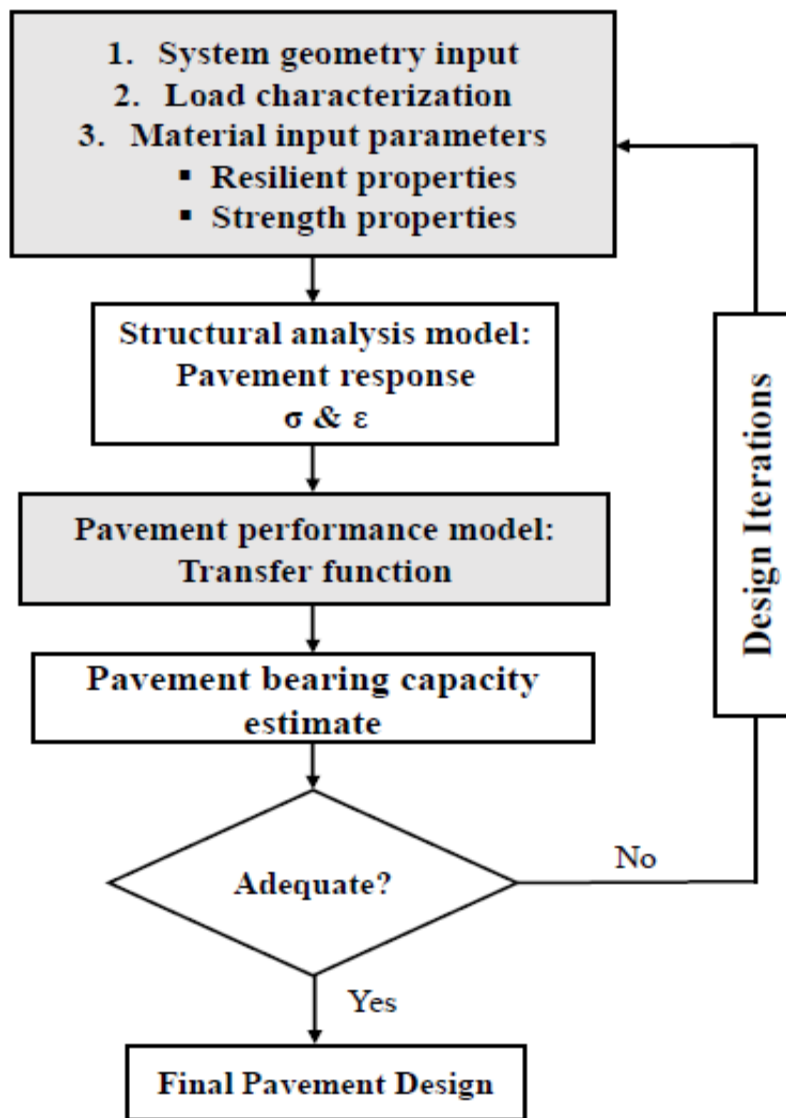 1. System geometry input
2. Load characterization
3. Material input parameters
▪ Resilient properties
▪ Strength properties
Structural analysis model:
Pavement response
σ & ε
Pavement performance model:
Transfer function
Pavement bearing capacity
estimate
Adequate?
No
Yes
Final Pavement Design
Design Iterations